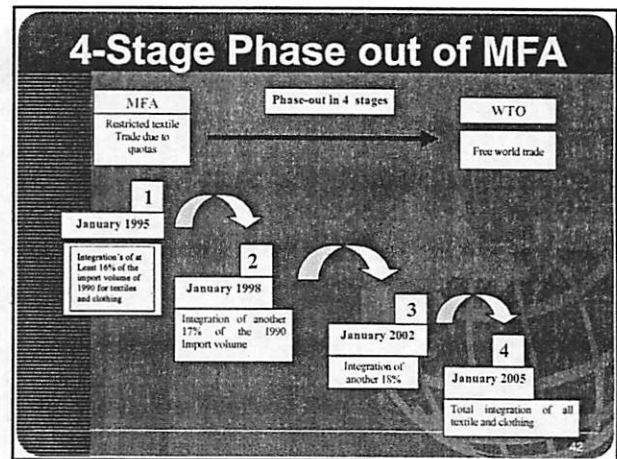 4-Stage Phase out of MFA
MFA
Restricted textile
Trade due to
quotas
Phase-out in 4 stages
WTO
Free world trade
1
January 1995
Integration's of at
Least 16% of the
import volume of
1990 for textiles
and clothing
2
January 1998
Integration of another
17% of the 1990
Import volume
3
January 2002
Integration of
another 18%
4
January 2005
Total integration of all
textile and clothing
42